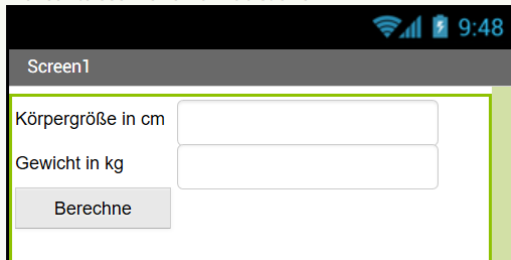 9:48
Screen1
Körpergröße in cm
Gewicht in kg
Berechne